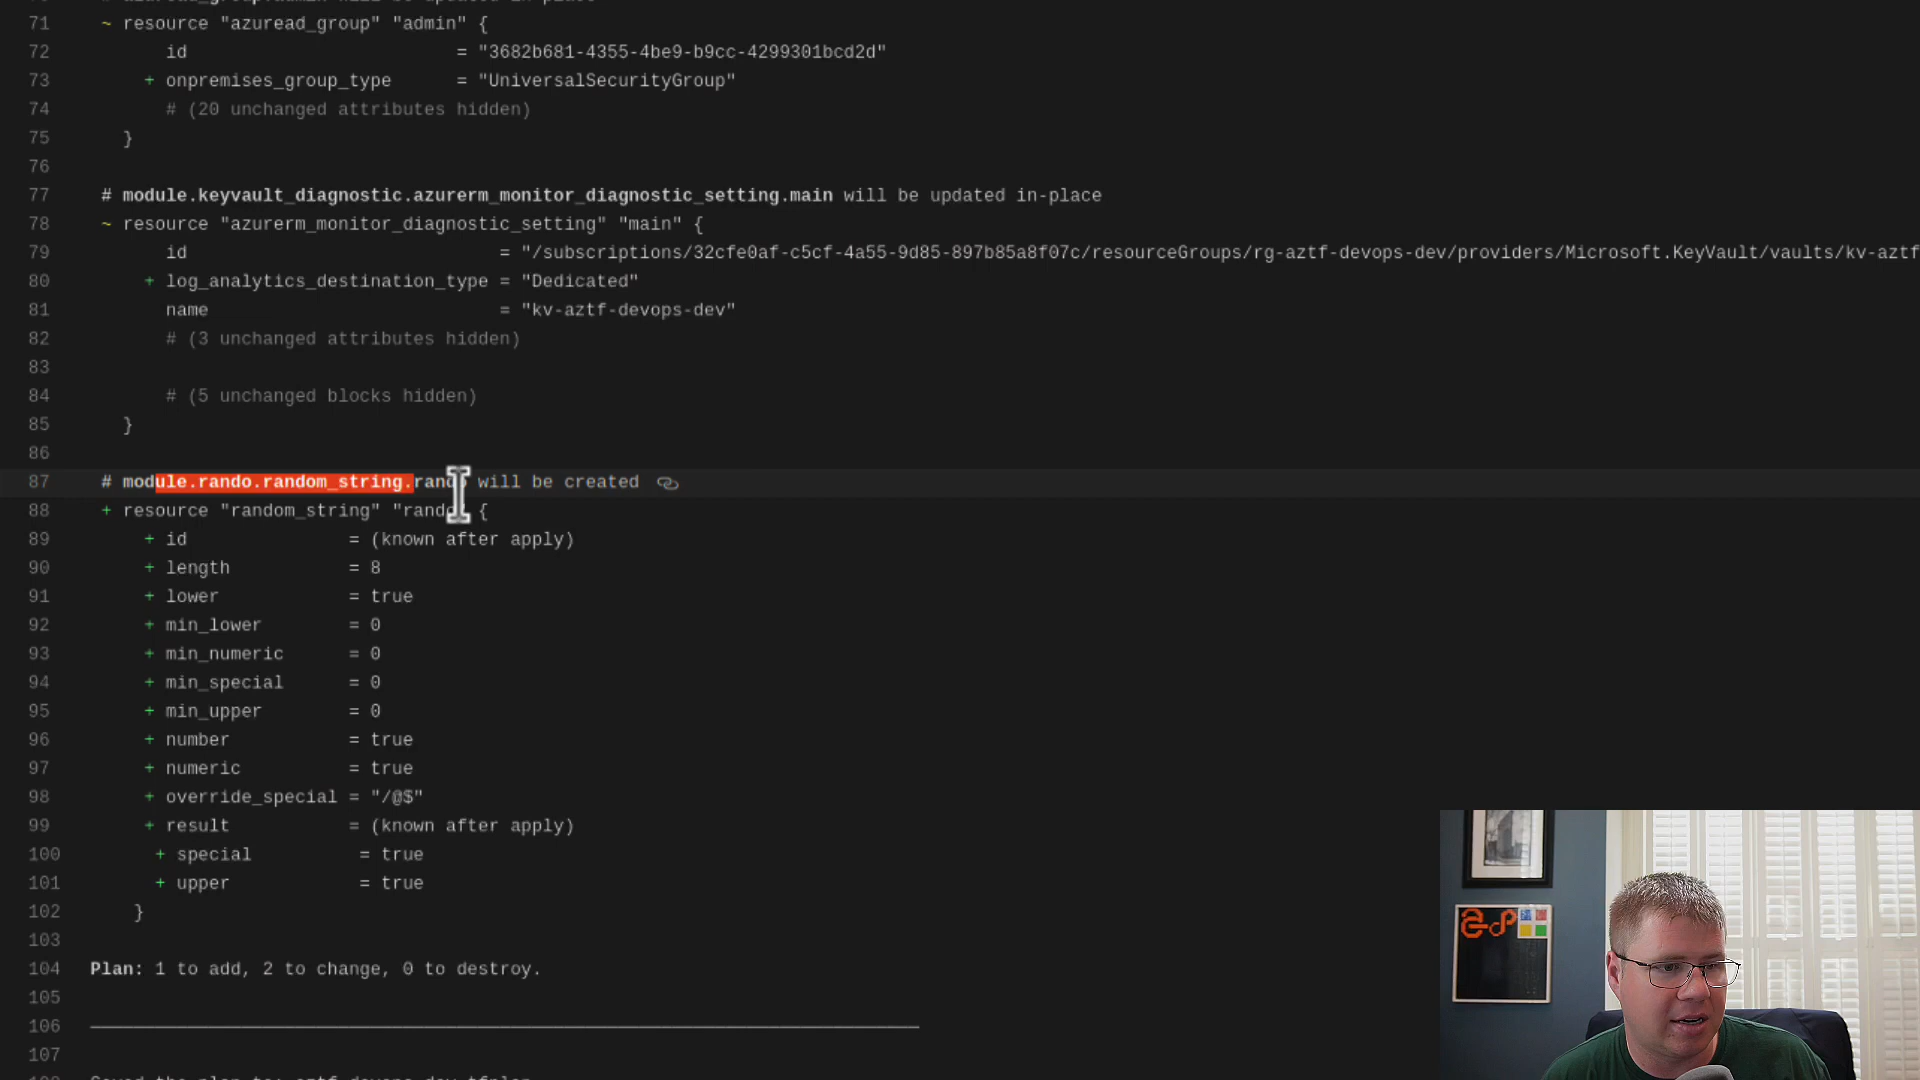 71 ~ resource "azuread_group" "admin" {
72 id = "3682b681-4355-4be9-b9cc-4299301bcd2d"
73 + onpremises_group_type = "UniversalSecurityGroup"
74 # (20 unchanged attributes hidden)
75 }
76
77 # module.keyvault_diagnostic.azurerm_monitor_diagnostic_setting.main will be updated in-place
78 ~ resource "azurerm_monitor_diagnostic_setting" "main" {
79 id = "/subscriptions/32cfe0af-c5cf-4a55-9d85-897b85a8f07c/resourceGroups/rg-aztf-devops-dev/providers/Microsoft.KeyVault/vaults/kv-aztf
80 + log_analytics_destination_type = "Dedicated"
81 name = "kv-aztf-devops-dev"
82 # (3 unchanged attributes hidden)
83
84 # (5 unchanged blocks hidden)
85 }
86
87 # module.rando.random_string.rando will be created
88 + resource "random_string" "rando" {
89 + id = (known after apply)
90 + length = 8
91 + lower = true
92 + min_lower = 0
93 + min_numeric = 0
94 + min_special = 0
95 + min_upper = 0
96 + number = true
97 + numeric = true
98 + override_special = "/@$"
99 + result = (known after apply)
100 + special = true
101 + upper = true
102 }
103
104 Plan: 1 to add, 2 to change, 0 to destroy.
105
106
107